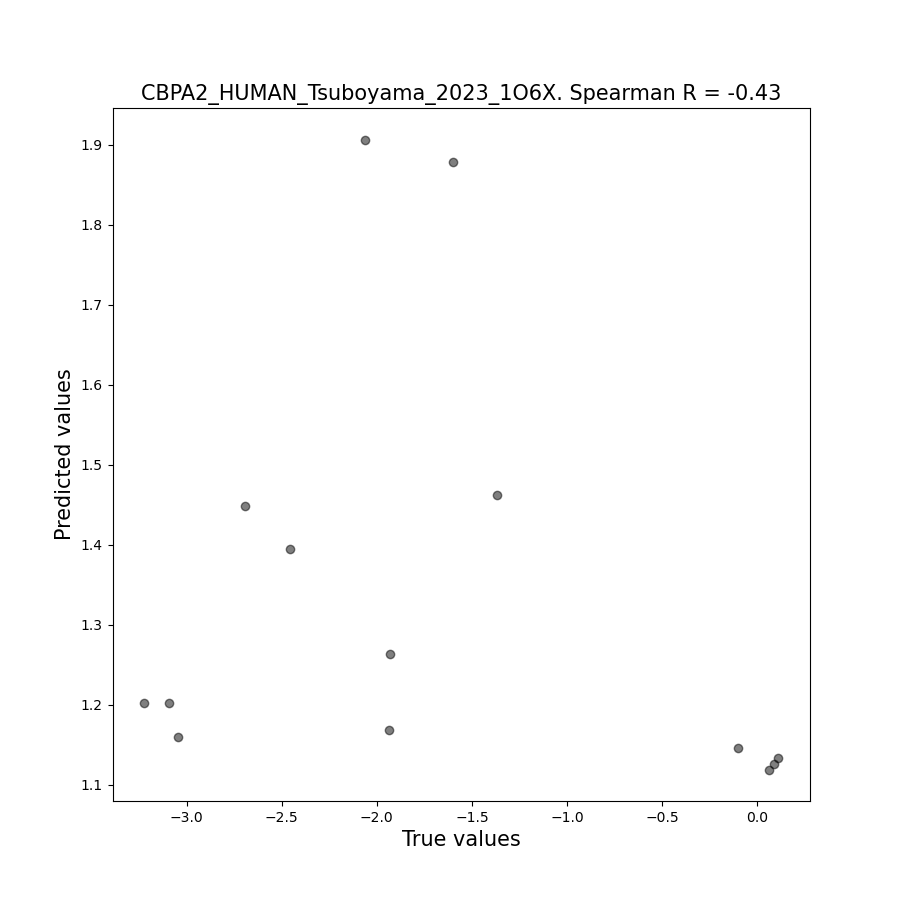 CBPA2_HUMAN_Tsuboyama_2023_1O6X. Spearman R = -0.43
1.9
1.8
1.7
1.6
1.5
1.4
1.3
1.2
1.1
Predicted values
−3.0 −2.5 −2.0 −1.5 −1.0 −0.5 0.0
True values